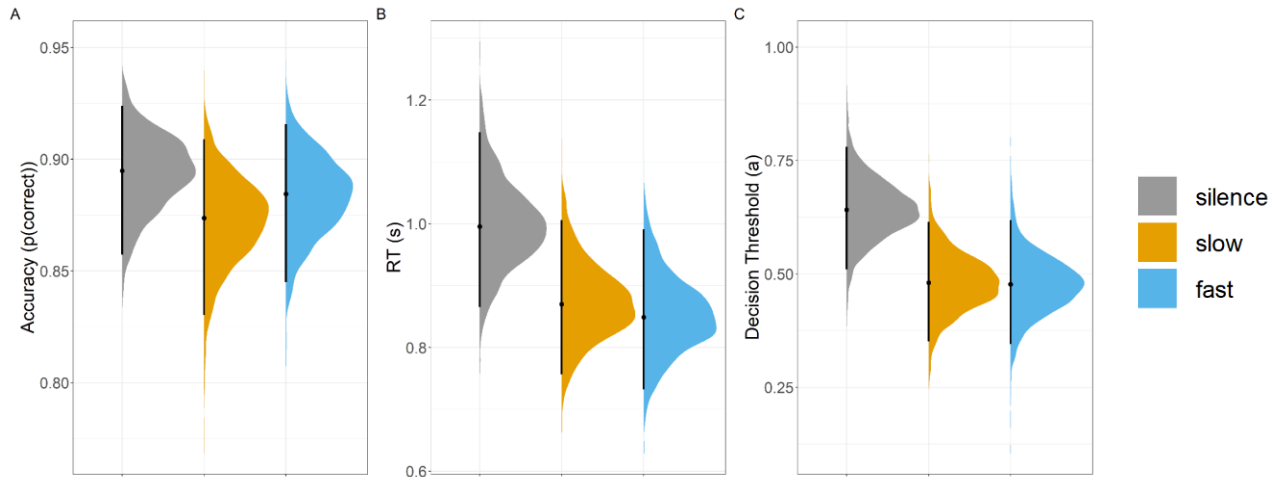 A
Accuracy (p(correct))
0.95
0.90
0.85
0.80
B
RT (s)
1.2
1.0
0.8
0.6
C
Decision Threshold (a)
1.00
0.75
0.50
0.25
silence
slow
fast